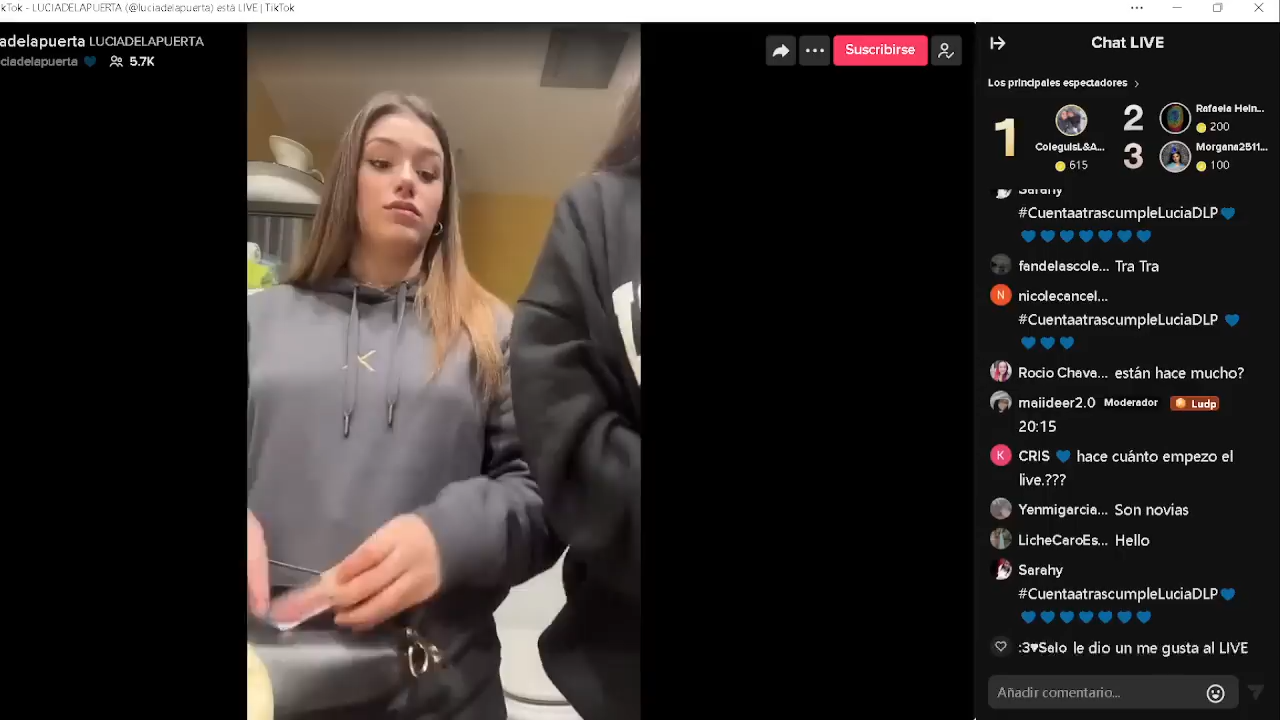 kTok - LUCIADELAPUERTA (@luciadelapuerta) está LIVE | TikTok
adelapuerta LUCIADELAPUERTA
ciadelapuerta 💙 5.7K
Suscribirse
Chat LIVE
Los principales espectadores >
1
ColeguisL&A...
615
2
Rafaela Hein...
200
3
Morgana2511...
100
Sarahy
#CuentaatrascumpleLuciaDLP💙
💙💙💙💙💙💙💙
fandelascole... Tra Tra
N nicolecancel...
#CuentaatrascumpleLuciaDLP 💙
💙💙💙
Rocio Chava... están hace mucho?
maiideer2.0 Moderador Ludp
20:15
K CRIS 💙 hace cuánto empezo el
live.???
Yenmigarcia... Son novias
LicheCaroEs... Hello
Sarahy
#CuentaatrascumpleLuciaDLP💙
💙💙💙💙💙💙💙
:3♥Salo le dio un me gusta al LIVE
Añadir comentario...